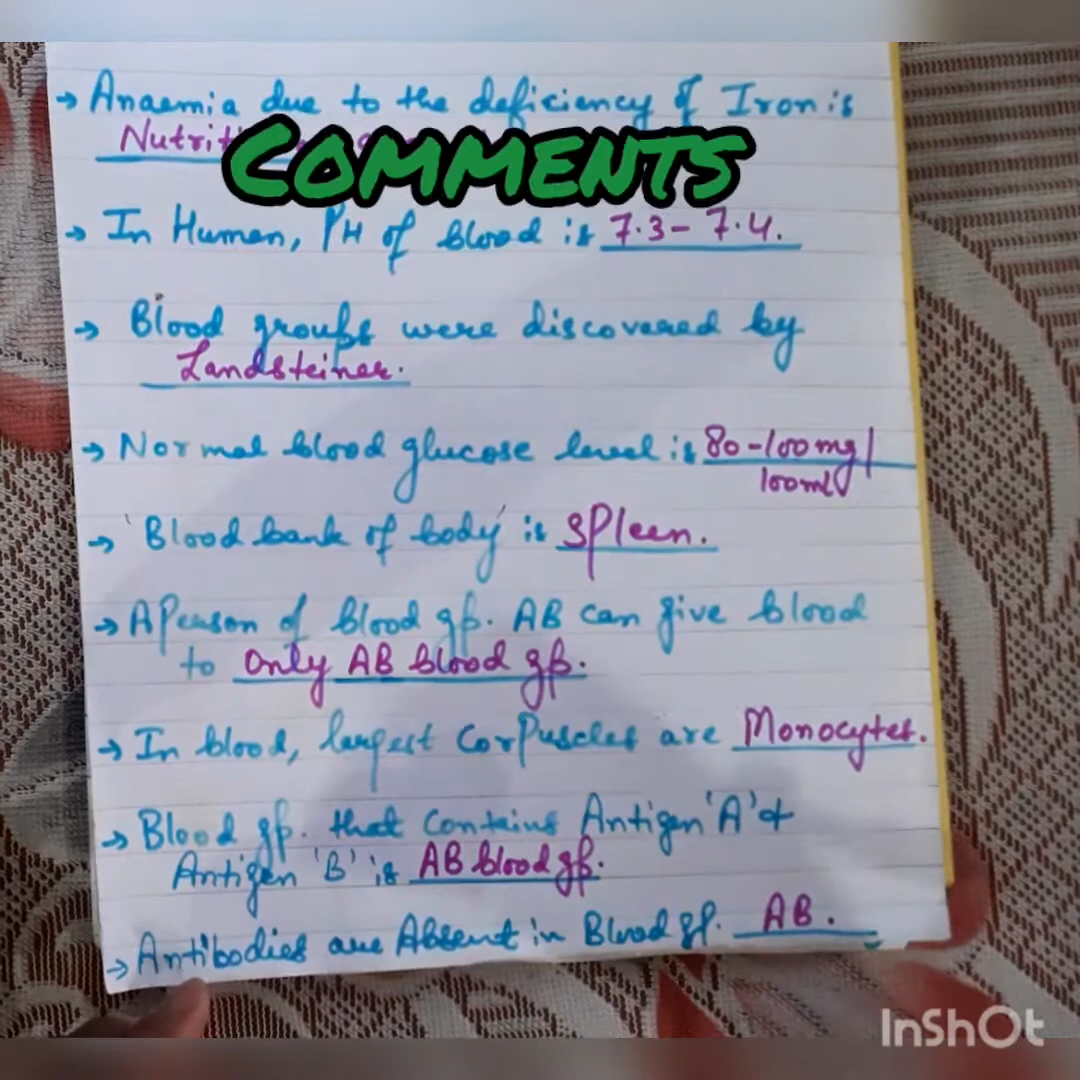 → Anaemia due to the deficiency of Iron is
COMMENTS
→ In Human, PH of blood is 7.3 – 7.4.
→ Blood groups were discovered by
Landsteiner.
→ Normal blood glucose level is 80-100mg/
100ml
→ 'Blood bank of body' is Spleen.
→ A Person of blood gp. AB can give blood
to only AB blood gp.
→ In blood, largest Corpuscles are Monocytes.
→ Blood gp. that contains Antigen 'A' &
Antigen 'B' is AB blood gp.
→ Antibodies are Absent in Blood gp. AB.
InShOt